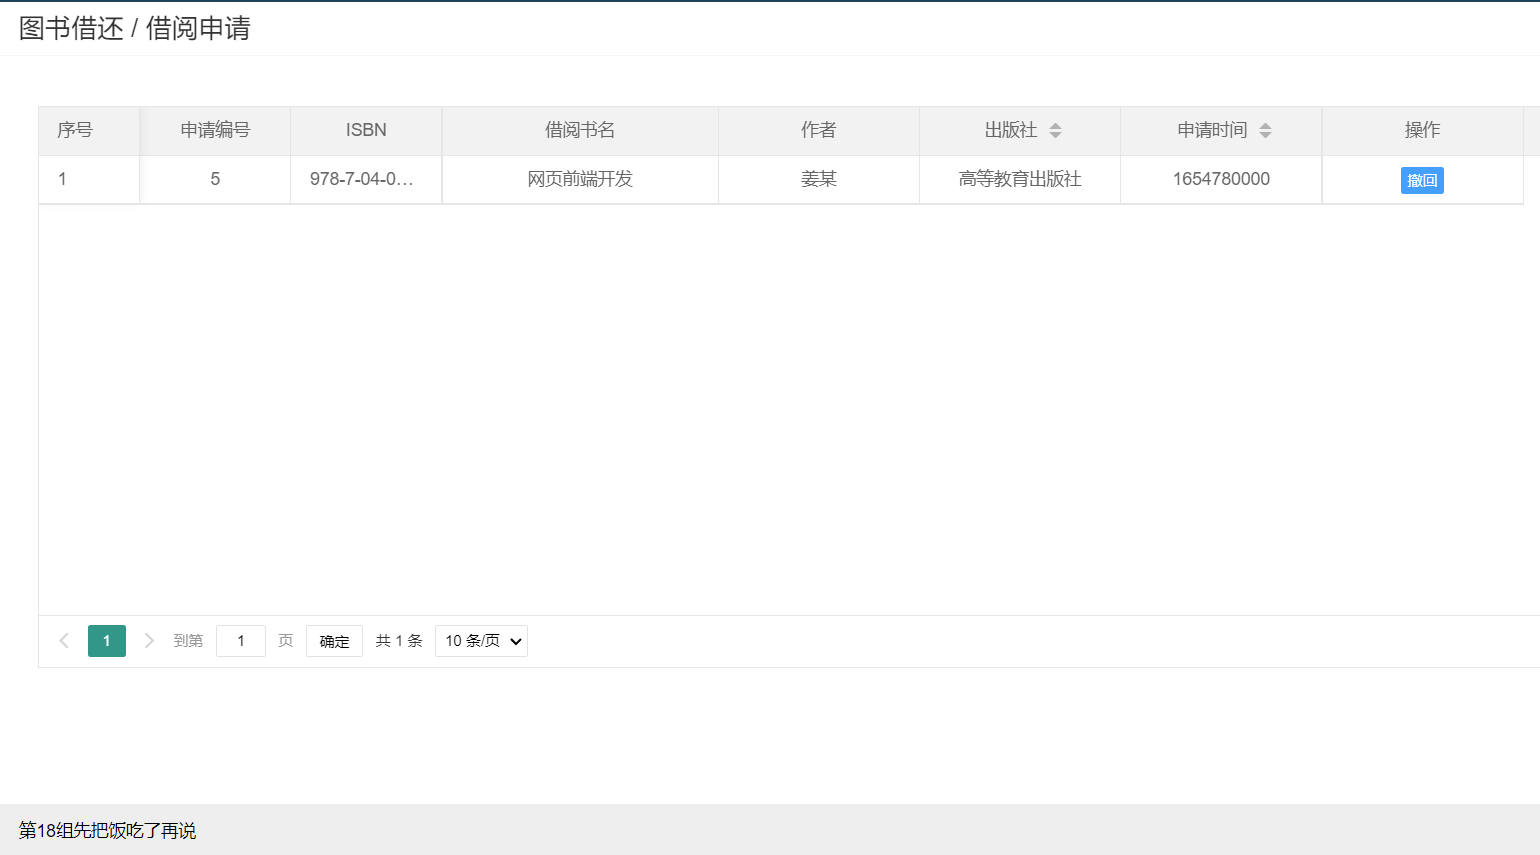 图书借还 / 借阅申请
序号 申请编号 ISBN 借阅书名 作者 出版社 申请时间 操作
1 5 978-7-04-0... 网页前端开发 姜某 高等教育出版社 1654780000 撤回
1 到第 1 页 确定 共 1 条 10 条/页
第18组先把饭吃了再说